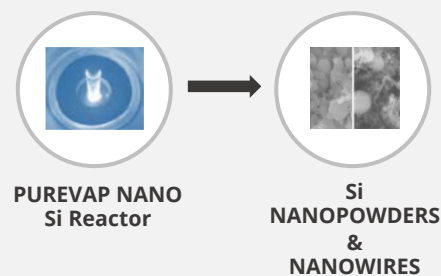 PUREVAP NANO
Si Reactor
Si
NANOPOWDERS
&
NANOWIRES